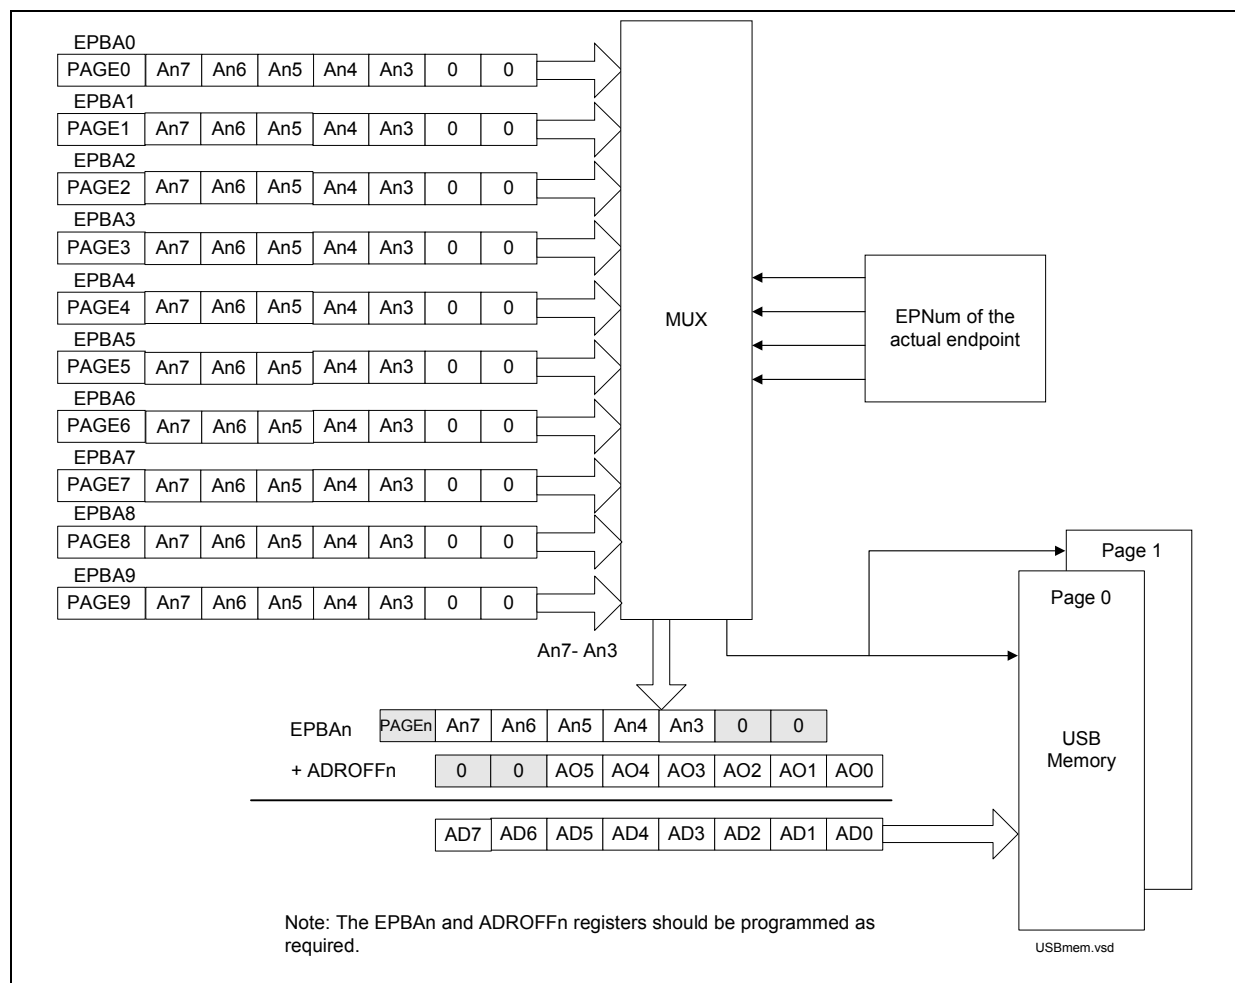 EPBA0
PAGE0 An7 An6 An5 An4 An3 0 0
EPBA1
PAGE1 An7 An6 An5 An4 An3 0 0
EPBA2
PAGE2 An7 An6 An5 An4 An3 0 0
EPBA3
PAGE3 An7 An6 An5 An4 An3 0 0
EPBA4
PAGE4 An7 An6 An5 An4 An3 0 0
EPBA5
PAGE5 An7 An6 An5 An4 An3 0 0
EPBA6
PAGE6 An7 An6 An5 An4 An3 0 0
EPBA7
PAGE7 An7 An6 An5 An4 An3 0 0
EPBA8
PAGE8 An7 An6 An5 An4 An3 0 0
EPBA9
PAGE9 An7 An6 An5 An4 An3 0 0
MUX
EPNum of the
actual endpoint
Page 1
Page 0
USB
Memory
An7- An3
EPBAn PAGEn An7 An6 An5 An4 An3 0 0
+ ADROFFn 0 0 AO5 AO4 AO3 AO2 AO1 AO0
AD7 AD6 AD5 AD4 AD3 AD2 AD1 AD0
Note: The EPBAn and ADROFFn registers should be programmed as
required.
USBmem.vsd